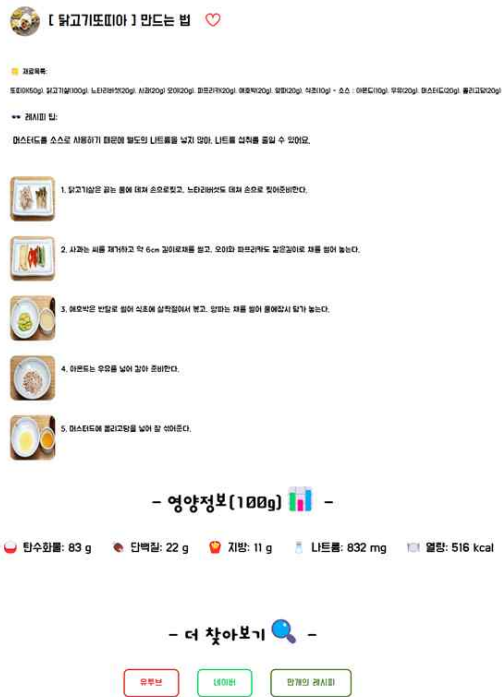 [ 닭고기또띠아 ] 만드는 법
재료목록:
또띠아(50g), 닭고기살(100g), 느타리버섯(20g), 사과(20g) 오이(20g), 파프리카(20g), 애호박(20g), 양파(20g), 식초(10g) - 소스 : 아몬드(10g), 우유(20g), 머스터드(20g), 올리고당(20g)
레시피 팁:
머스터드를 소스로 사용하기 때문에 별도의 나트륨을 넣지 않아, 나트륨 섭취를 줄일 수 있어요.
1. 닭고기살은 끓는 물에 데쳐 손으로찢고, 느타리버섯도 데쳐 손으로 찢어준비한다.
2. 사과는 씨를 제거하고 약 6cm 길이로채를 썰고, 오이와 파프리카도 같은길이로 채를 썰어 놓는다.
3. 애호박은 반달로 썰어 식초에 살짝절여서 볶고, 양파는 채를 썰어 물에잠시 담가 놓는다.
4. 아몬드는 우유를 넣어 갈아 준비한다.
5. 머스터드에 올리고당을 넣어 잘 섞어준다.
- 영양정보(100g) -
탄수화물: 83 g 단백질: 22 g 지방: 11 g 나트륨: 832 mg 열량: 516 kcal
- 더 찾아보기 -
유투브 네이버 만개의 레시피